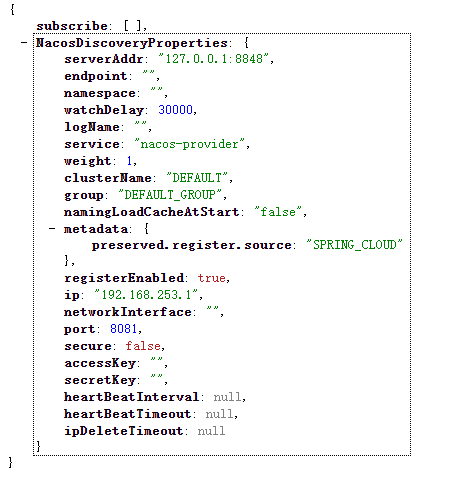 {
subscribe: [ ],
- NacosDiscoveryProperties: {
serverAddr: "127.0.0.1:8848",
endpoint: "",
namespace: "",
watchDelay: 30000,
logName: "",
service: "nacos-provider",
weight: 1,
clusterName: "DEFAULT",
group: "DEFAULT_GROUP",
namingLoadCacheAtStart: "false",
- metadata: {
preserved.register.source: "SPRING_CLOUD"
},
registerEnabled: true,
ip: "192.168.253.1",
networkInterface: "",
port: 8081,
secure: false,
accessKey: "",
secretKey: "",
heartBeatInterval: null,
heartBeatTimeout: null,
ipDeleteTimeout: null
}
}